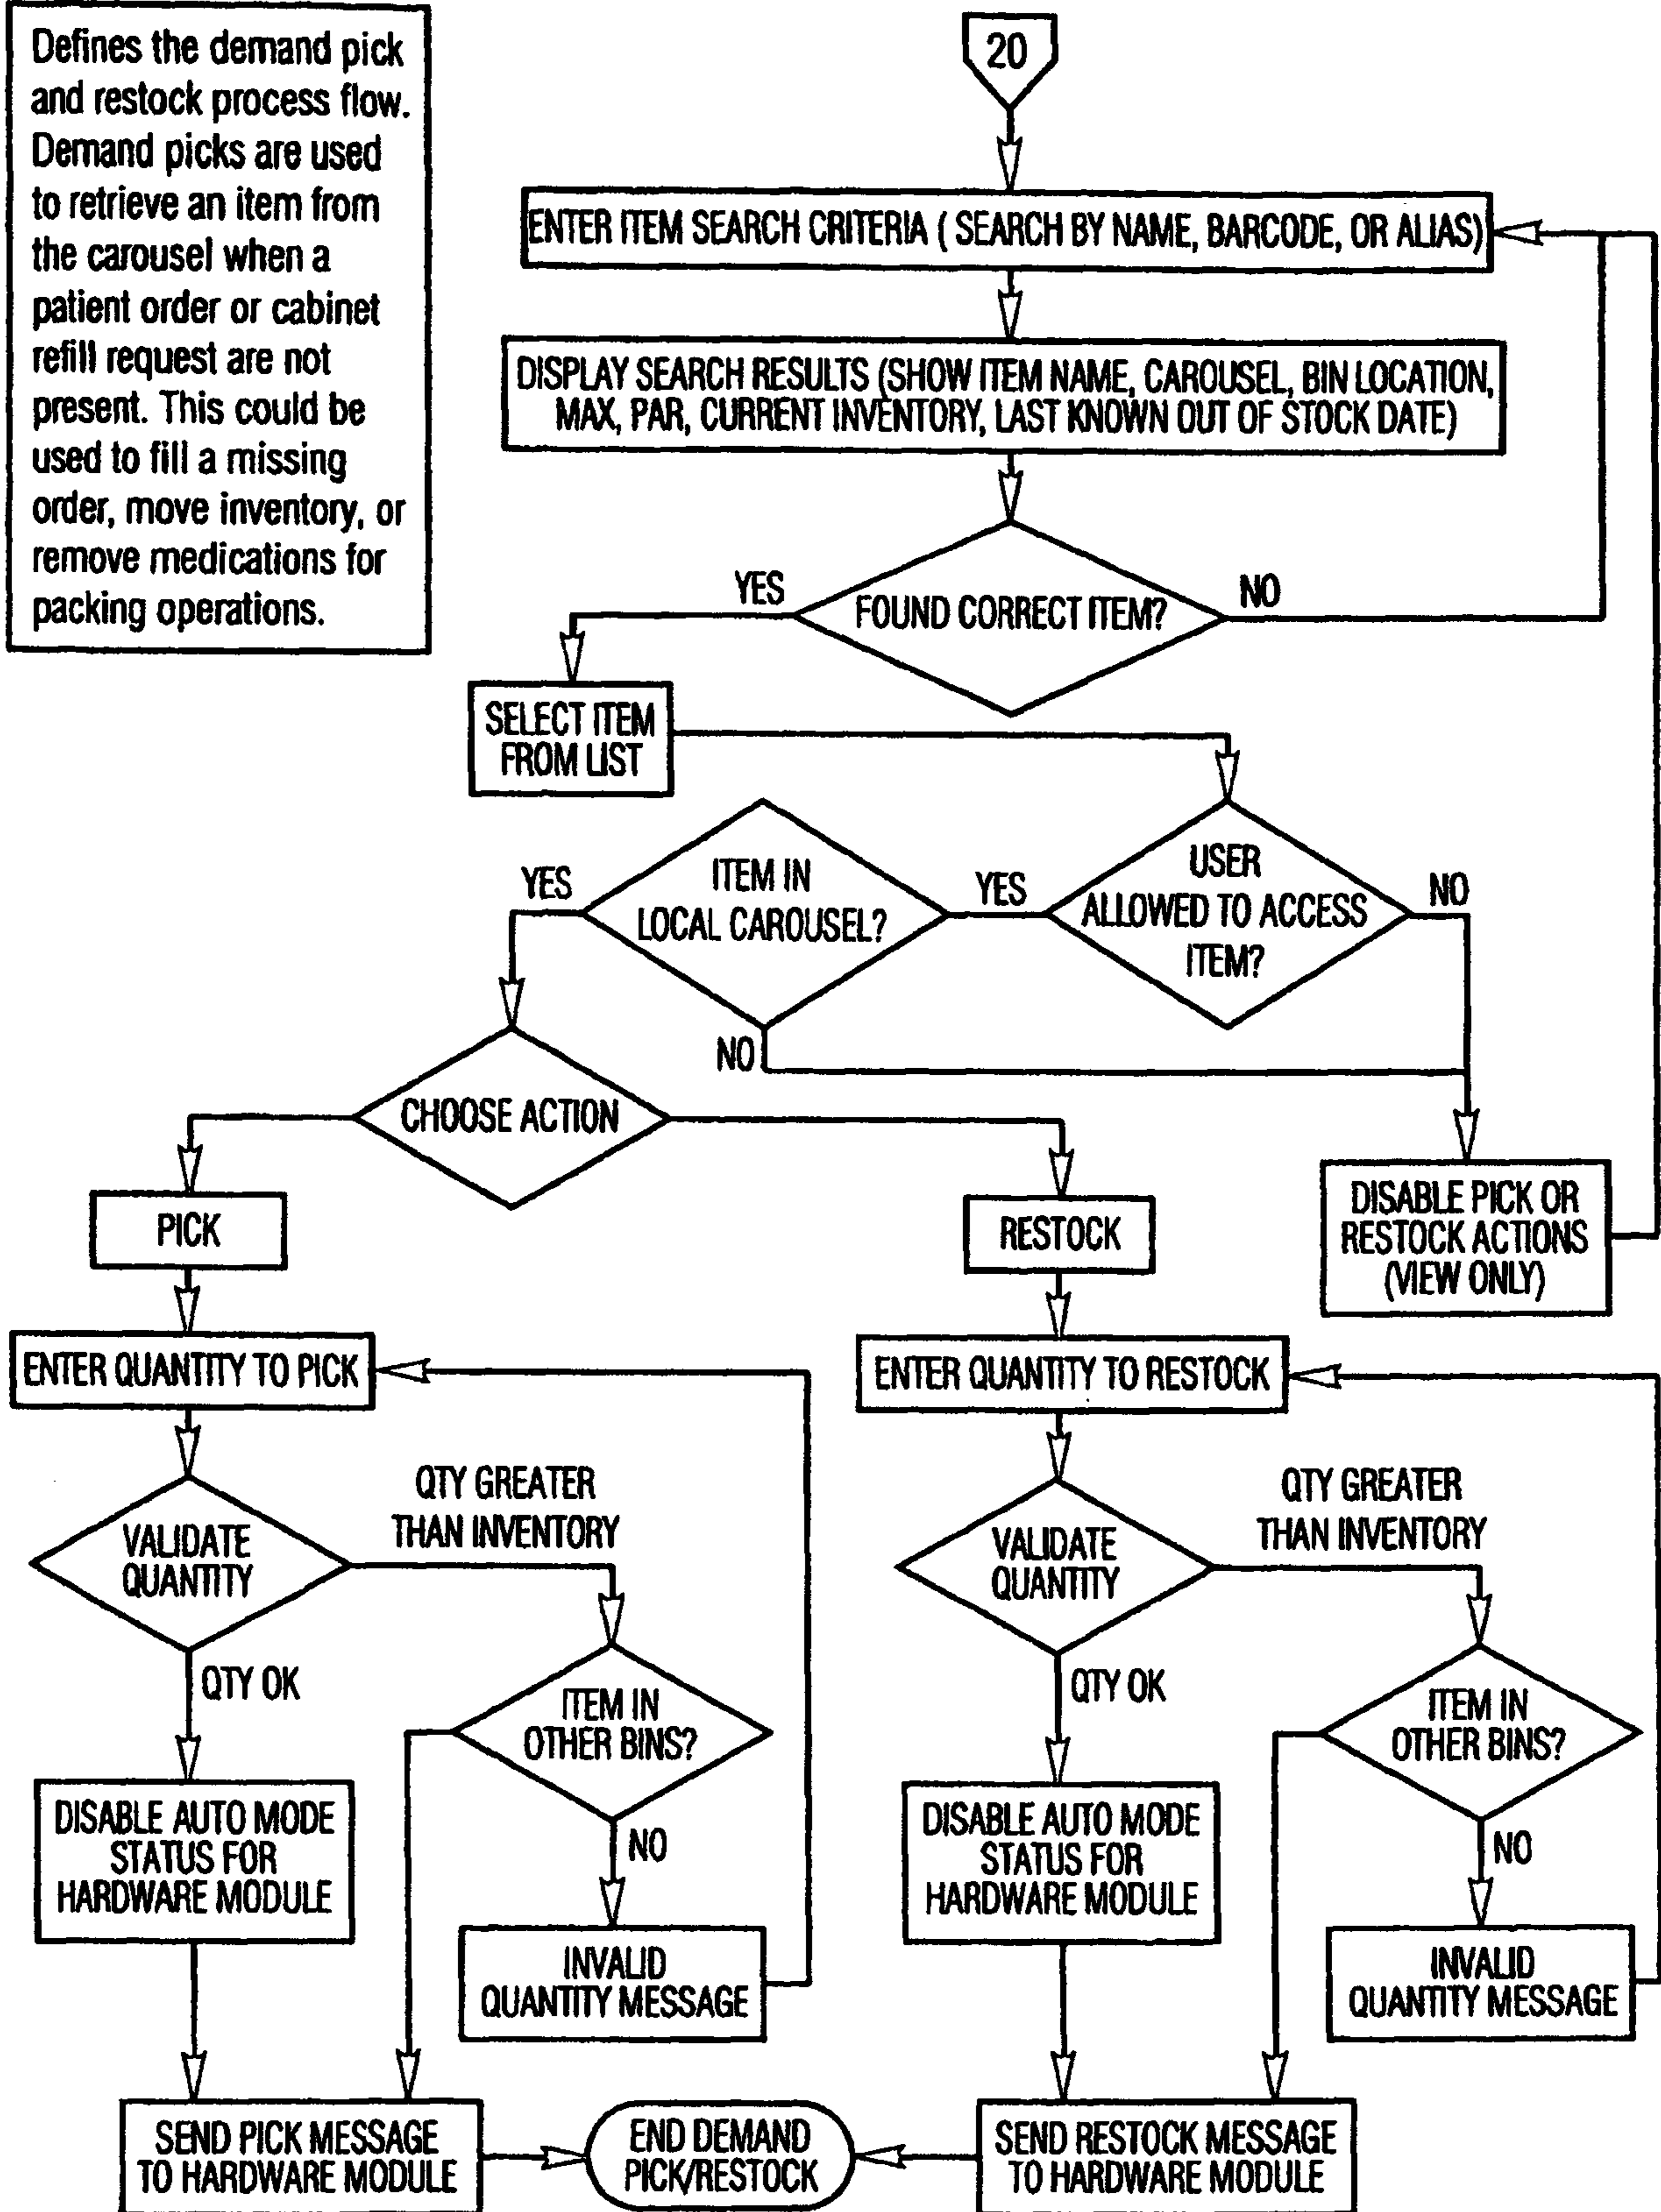 Defines the demand pick
and restock process flow.
Demand picks are used
to retrieve an item from
the carousel when a
patient order or cabinet
refill request are not
present. This could be
used to fill a missing
order, move inventory, or
remove medications for
packing operations.
20
ENTER ITEM SEARCH CRITERIA ( SEARCH BY NAME, BARCODE, OR ALIAS)
DISPLAY SEARCH RESULTS (SHOW ITEM NAME, CAROUSEL, BIN LOCATION,
MAX, PAR, CURRENT INVENTORY, LAST KNOWN OUT OF STOCK DATE)
YES
FOUND CORRECT ITEM?
NO
SELECT ITEM
FROM LIST
YES
ITEM IN
LOCAL CAROUSEL?
YES
USER
ALLOWED TO ACCESS
ITEM?
NO
NO
CHOOSE ACTION
PICK
RESTOCK
DISABLE PICK OR
RESTOCK ACTIONS
(VIEW ONLY)
ENTER QUANTITY TO PICK
ENTER QUANTITY TO RESTOCK
VALIDATE
QUANTITY
QTY GREATER
THAN INVENTORY
VALIDATE
QUANTITY
QTY GREATER
THAN INVENTORY
QTY OK
ITEM IN
OTHER BINS?
QTY OK
ITEM IN
OTHER BINS?
DISABLE AUTO MODE
STATUS FOR
HARDWARE MODULE
NO
DISABLE AUTO MODE
STATUS FOR
HARDWARE MODULE
NO
INVALID
QUANTITY MESSAGE
INVALID
QUANTITY MESSAGE
SEND PICK MESSAGE
TO HARDWARE MODULE
END DEMAND
PICK/RESTOCK
SEND RESTOCK MESSAGE
TO HARDWARE MODULE